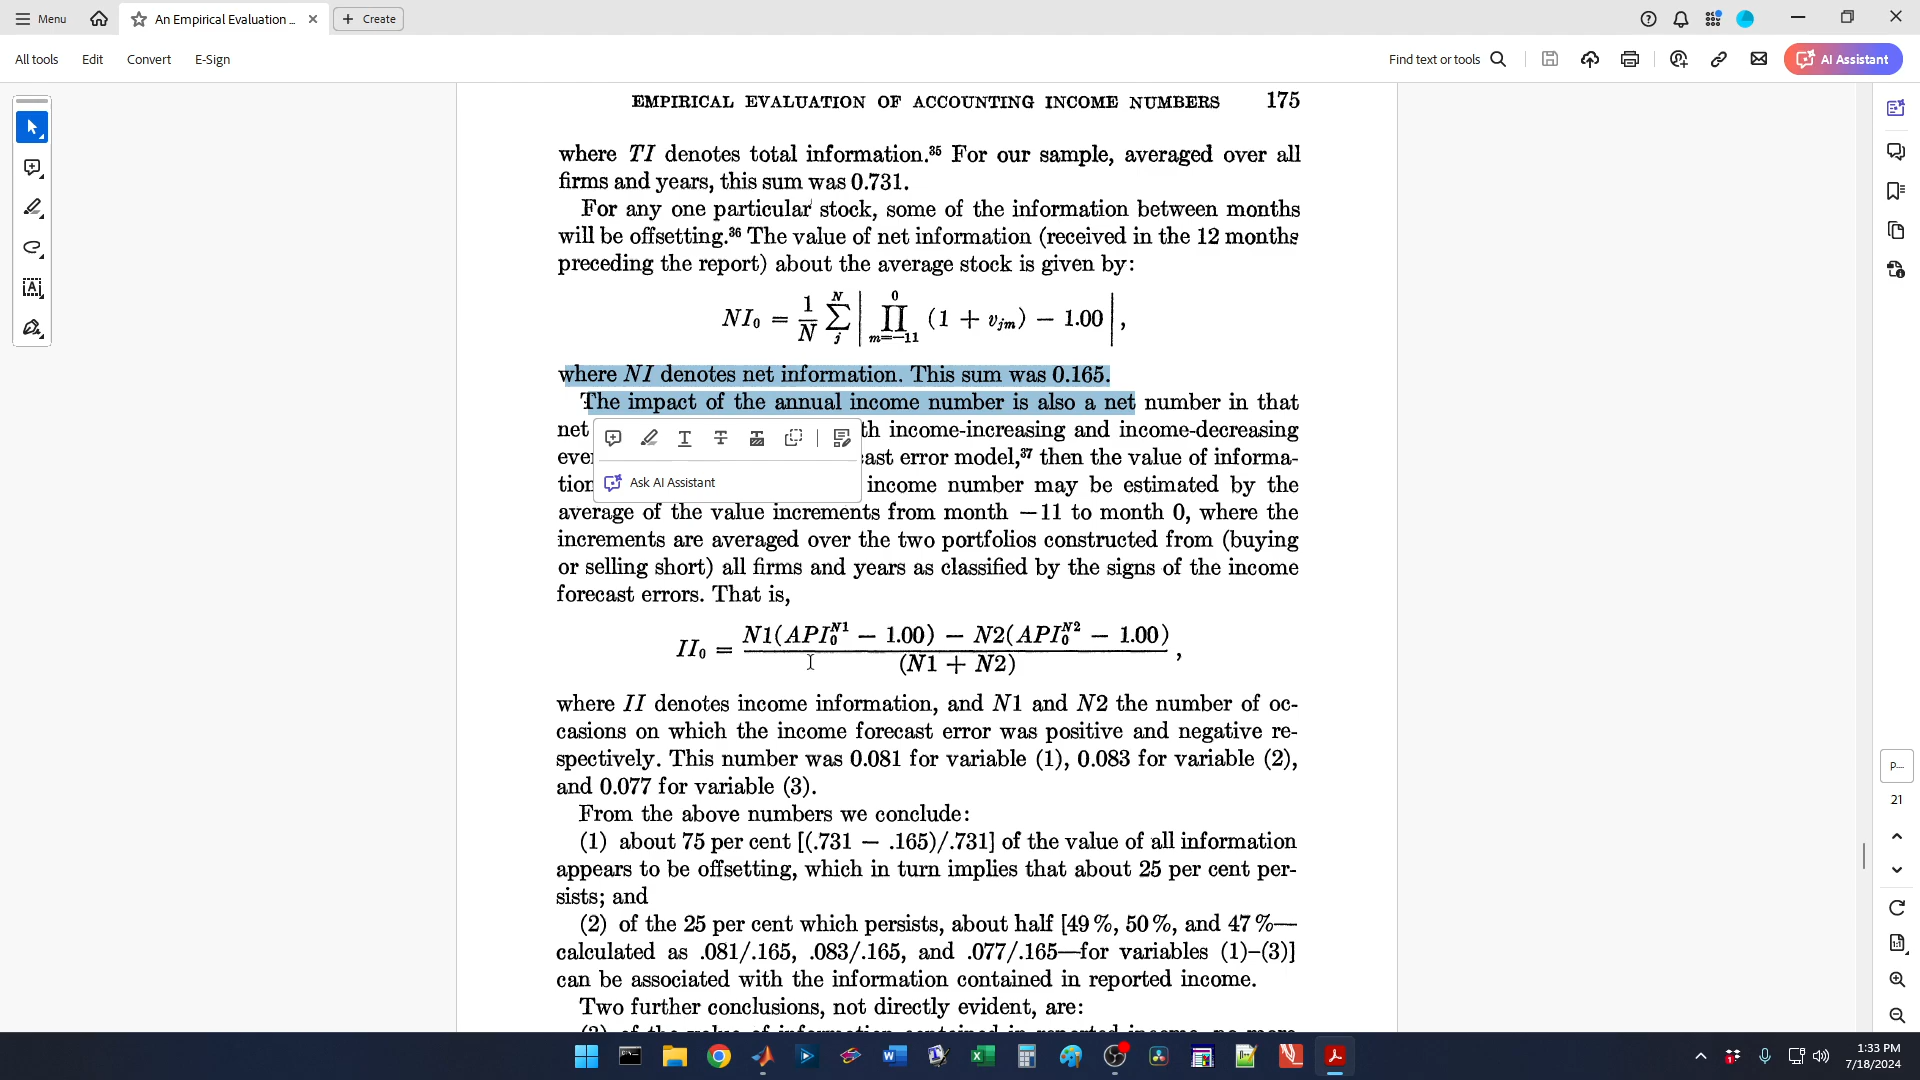 Menu
An Empirical Evaluation ...
Create
All tools
Edit
Convert
E-Sign
Find text or tools
AI Assistant
EMPIRICAL EVALUATION OF ACCOUNTING INCOME NUMBERS 175
where TI denotes total information.³⁵ For our sample, averaged over all
firms and years, this sum was 0.731.
For any one particular stock, some of the information between months
will be offsetting.³⁶ The value of net information (received in the 12 months
preceding the report) about the average stock is given by:
NI₀ = 1/N ∑_j^N | ∏_{m=−11}^0 (1 + v_{jm}) − 1.00 |,
where NI denotes net information. This sum was 0.165.
The impact of the annual income number is also a net number in that
net th income-increasing and income-decreasing
ever cast error model,³⁷ then the value of informa-
tion income number may be estimated by the
Ask AI Assistant
average of the value increments from month −11 to month 0, where the
increments are averaged over the two portfolios constructed from (buying
or selling short) all firms and years as classified by the signs of the income
forecast errors. That is,
II₀ = N1(API₀^{N1} − 1.00) − N2(API₀^{N2} − 1.00) / (N1 + N2),
where II denotes income information, and N1 and N2 the number of oc-
casions on which the income forecast error was positive and negative re-
spectively. This number was 0.081 for variable (1), 0.083 for variable (2),
and 0.077 for variable (3).
From the above numbers we conclude:
(1) about 75 per cent [(.731 − .165)/.731] of the value of all information
appears to be offsetting, which in turn implies that about 25 per cent per-
sists; and
(2) of the 25 per cent which persists, about half [49%, 50%, and 47%—
calculated as .081/.165, .083/.165, and .077/.165—for variables (1)–(3)]
can be associated with the information contained in reported income.
Two further conclusions, not directly evident, are:
P...
21
1:33 PM
7/18/2024